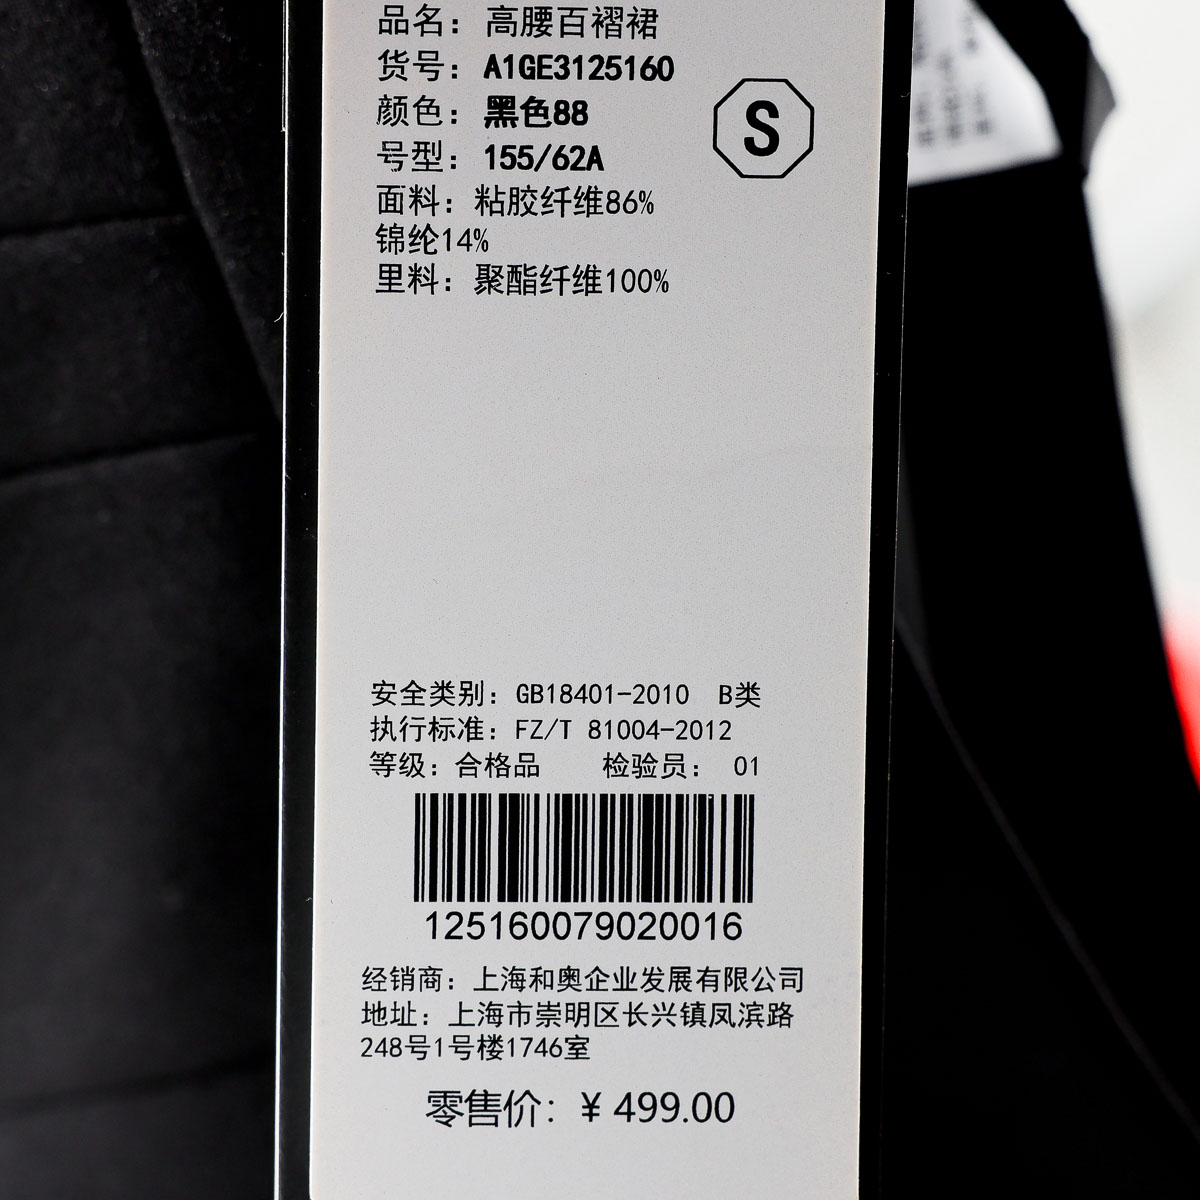 品名：高腰百褶裙
货号：A1GE3125160
颜色：黑色88
号型：155/62A
S
面料：粘胶纤维86%
锦纶14%
里料：聚酯纤维100%
安全类别：GB18401-2010 B类
执行标准：FZ/T 81004-2012
等级：合格品 检验员： 01
125160079020016
经销商：上海和奥企业发展有限公司
地址：上海市崇明区长兴镇凤滨路
248号1号楼1746室
零售价：￥499.00